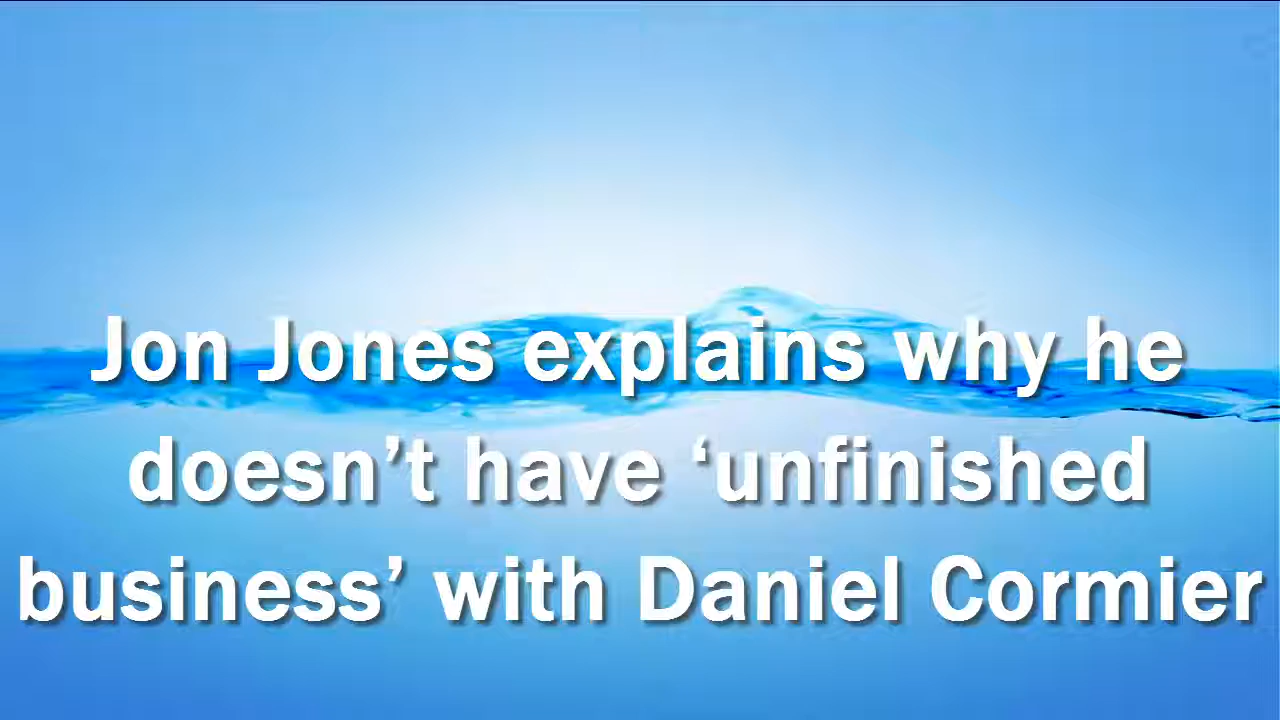 Jon Jones explains why he
doesn’t have ‘unfinished
business’ with Daniel Cormier